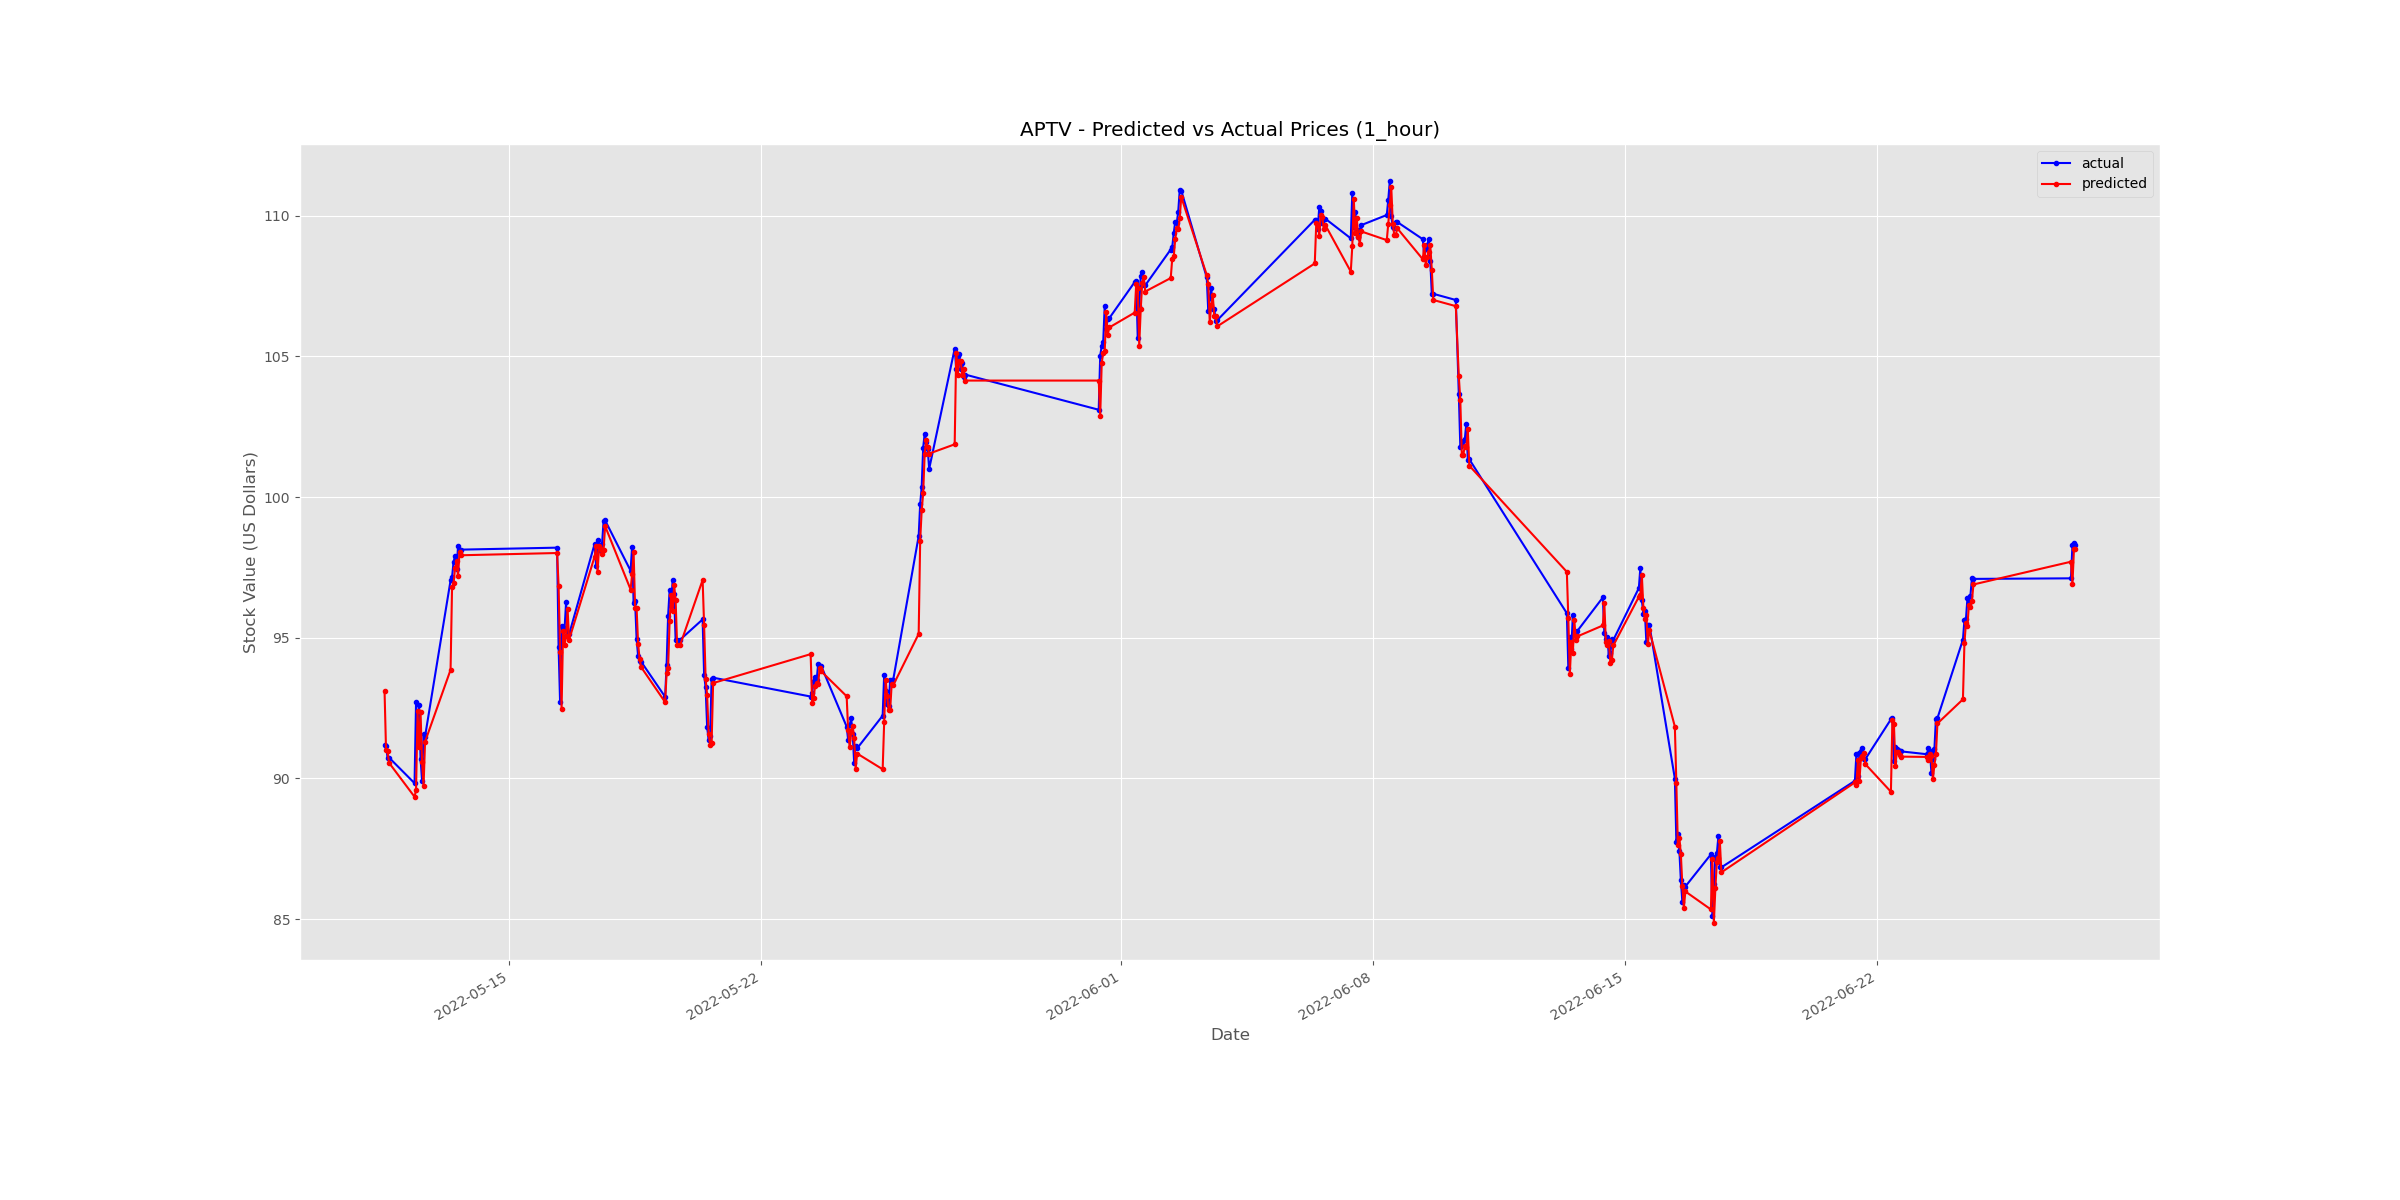 APTV - Predicted vs Actual Prices (1_hour)
actual
predicted
110
105
100
95
90
85
Stock Value (US Dollars)
2022-05-15
2022-05-22
2022-06-01
2022-06-08
2022-06-15
2022-06-22
Date